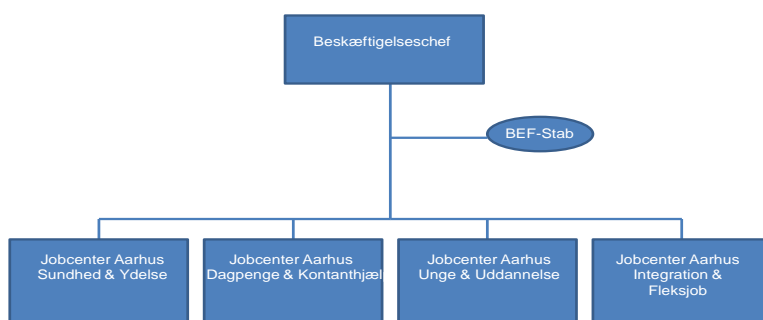 Beskæftigelseschef
BEF-Stab
Jobcenter Aarhus
Sundhed & Ydelse
Jobcenter Aarhus
Dagpenge & Kontanthjæl
Jobcenter Aarhus
Unge & Uddannelse
Jobcenter Aarhus
Integration &
Fleksjob